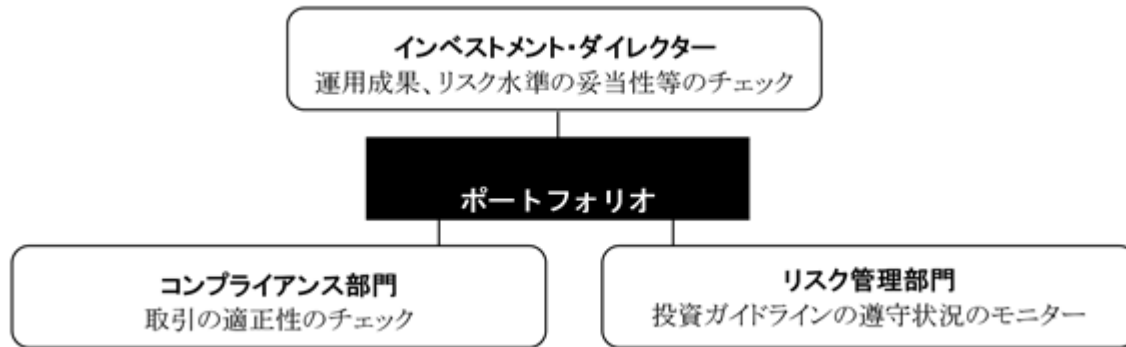 インベストメント・ダイレクター
運用成果、リスク水準の妥当性等のチェック
ポートフォリオ
コンプライアンス部門
取引の適正性のチェック
リスク管理部門
投資ガイドラインの遵守状況のモニター